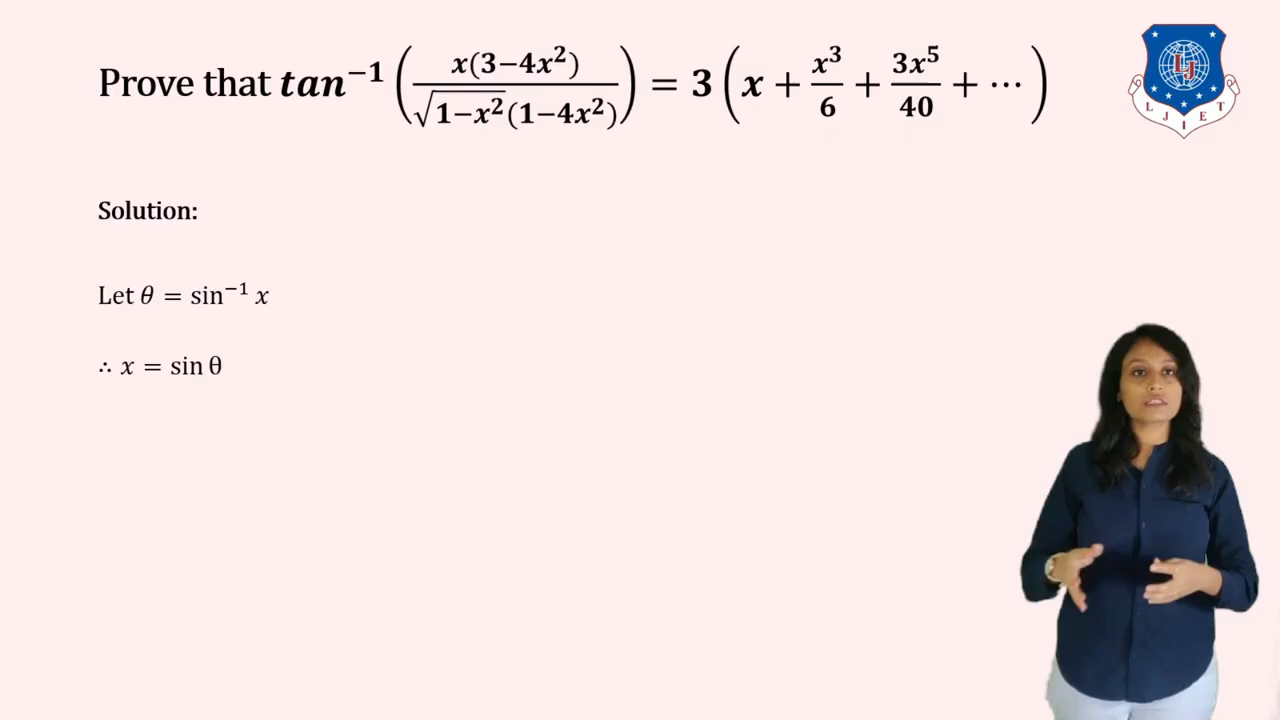 Prove that tan⁻¹ ( x(3−4x²) / √1−x² (1−4x²) ) = 3 ( x + x³/6 + 3x⁵/40 + ⋯ )
LJ
L J I E T
Solution:
Let θ = sin⁻¹ x
∴ x = sin θ